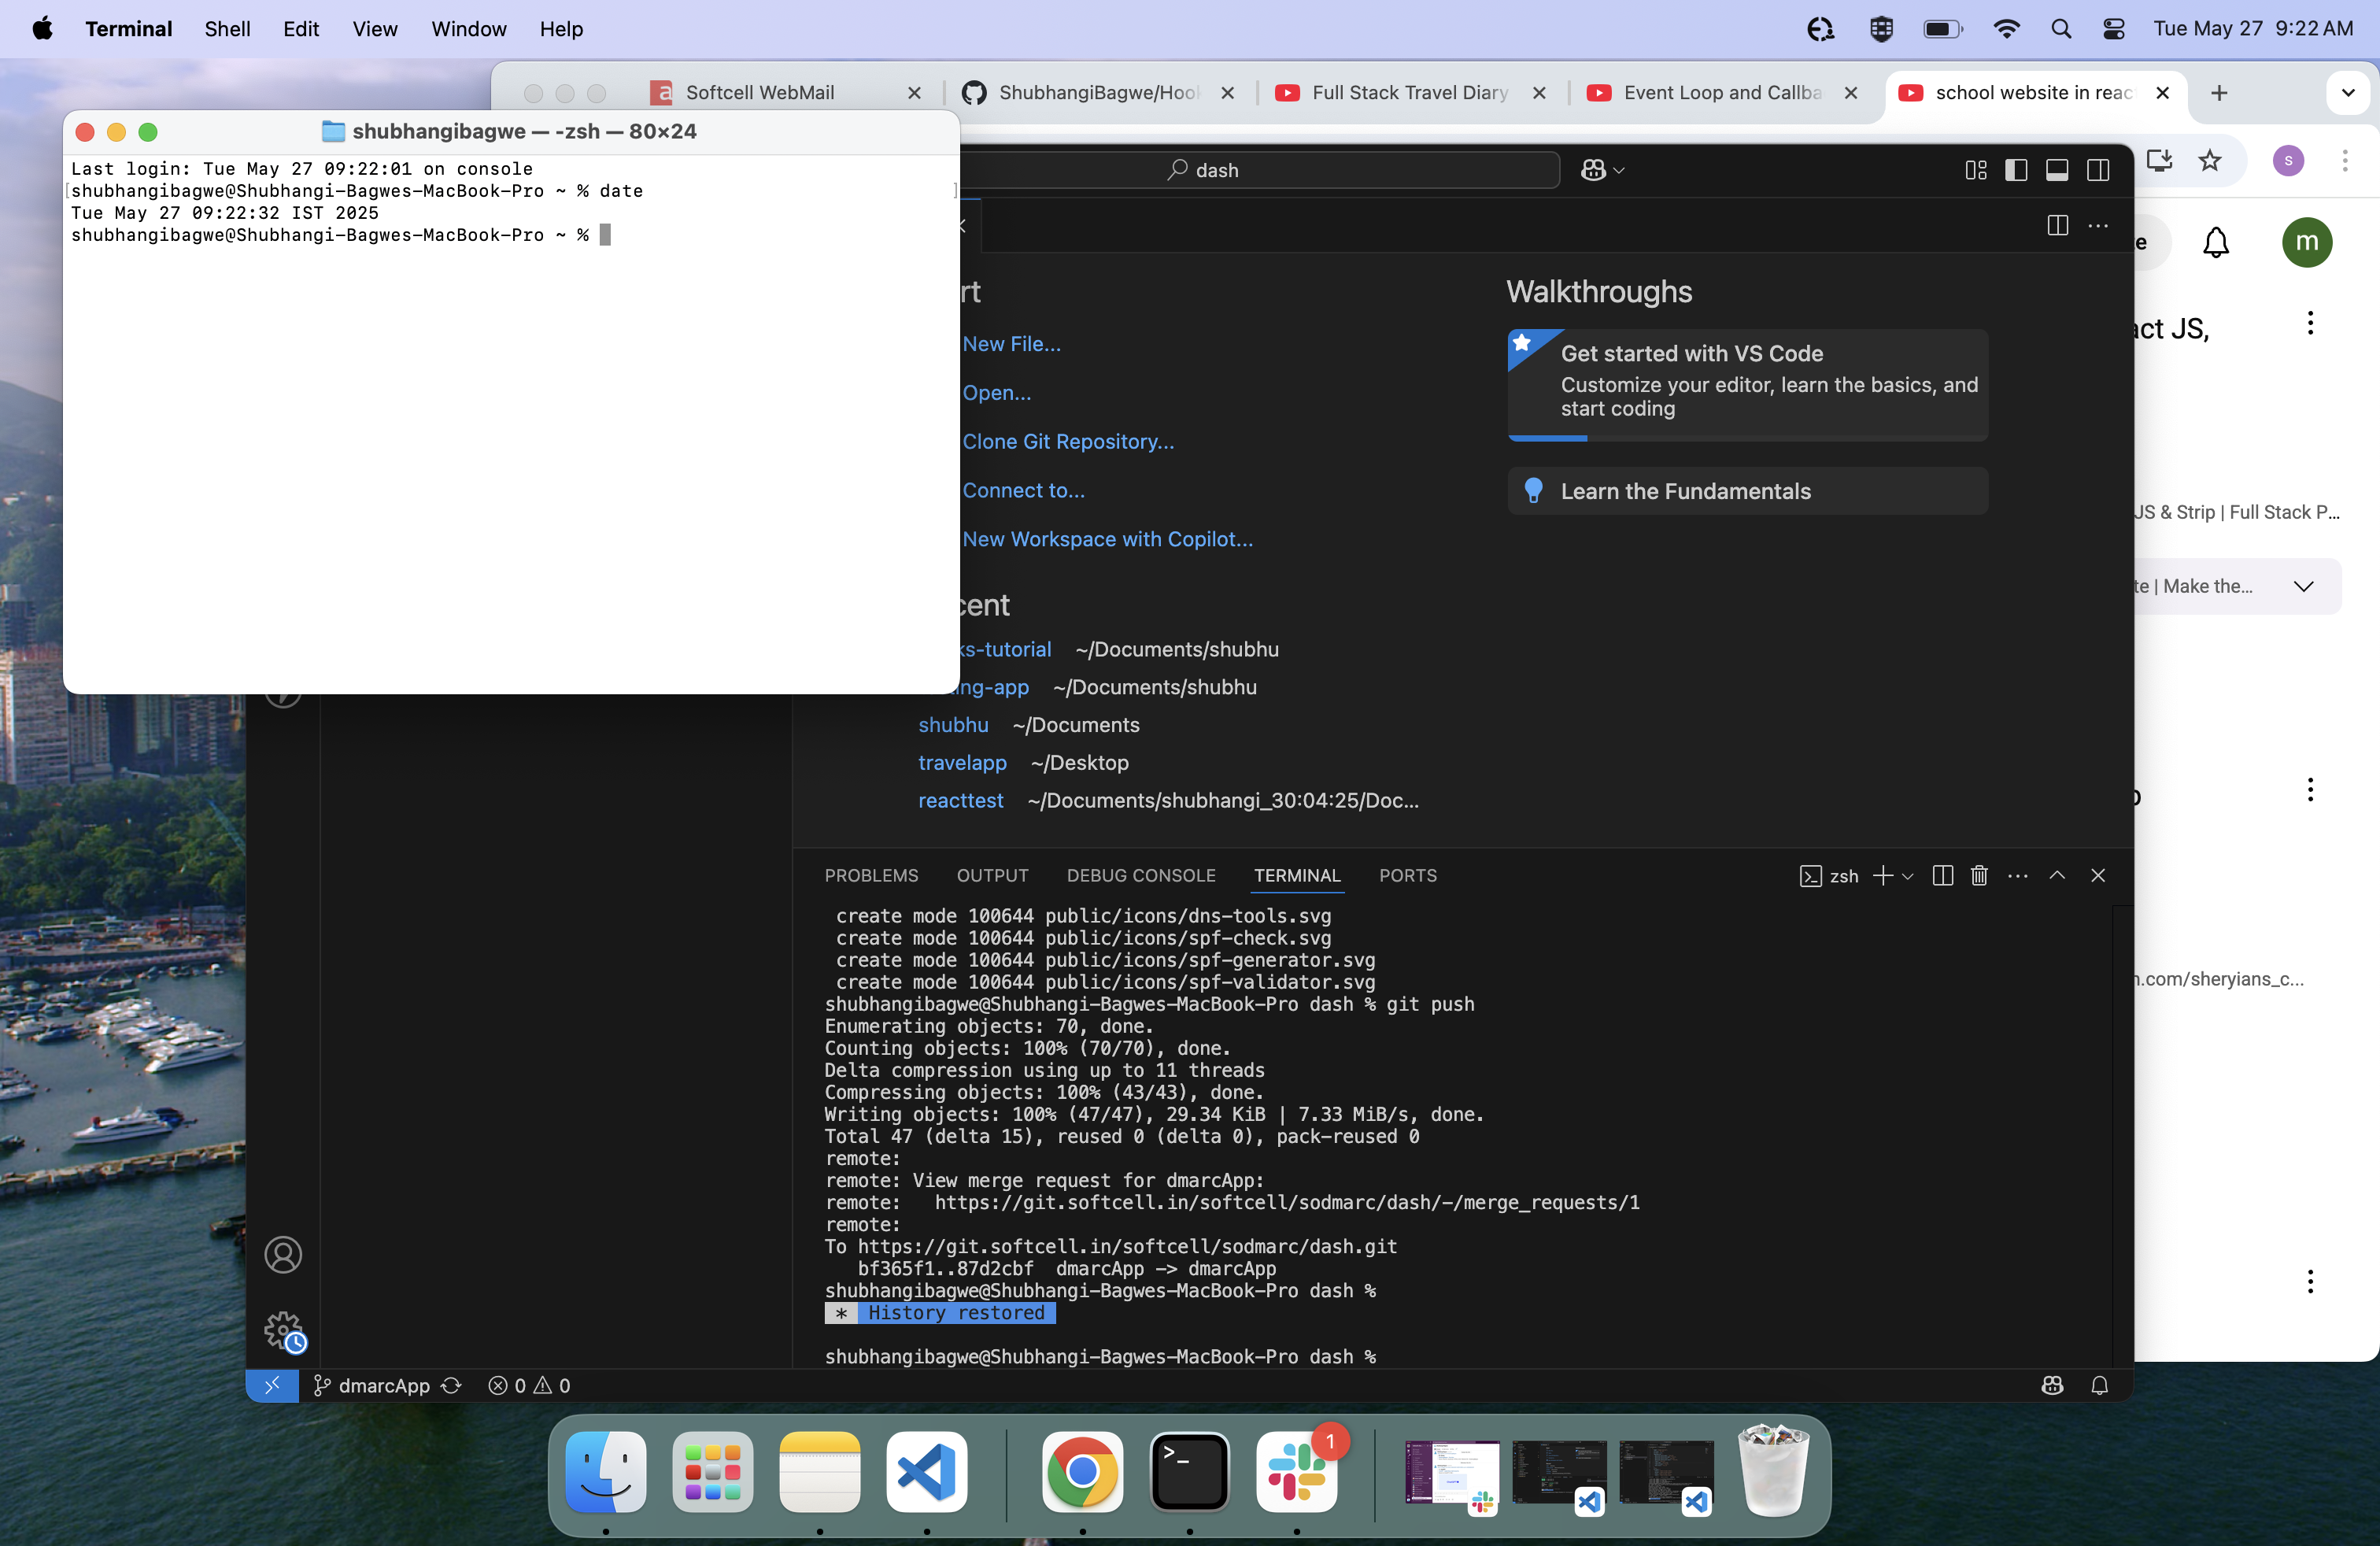 Terminal Shell Edit View Window Help Tue May 27 9:22 AM
Softcell WebMail ShubhangiBagwe/Hook Full Stack Travel Diary Event Loop and Callba school website in reac
shubhangibagwe — -zsh — 80×24
Last login: Tue May 27 09:22:01 on console
[shubhangibagwe@Shubhangi-Bagwes-MacBook-Pro ~ % date ]
Tue May 27 09:22:32 IST 2025
shubhangibagwe@Shubhangi-Bagwes-MacBook-Pro ~ %
dash
s
e
m
rt
New File...
Open...
Clone Git Repository...
Connect to...
New Workspace with Copilot...
Walkthroughs
Get started with VS Code
Customize your editor, learn the basics, and
start coding
Learn the Fundamentals
act JS,
JS & Strip | Full Stack P...
te | Make the...
cent
ks-tutorial ~/Documents/shubhu
ing-app ~/Documents/shubhu
shubhu ~/Documents
travelapp ~/Desktop
reacttest ~/Documents/shubhangi_30:04:25/Doc...
n.com/sheryians_c...
PROBLEMS OUTPUT DEBUG CONSOLE TERMINAL PORTS zsh
create mode 100644 public/icons/dns-tools.svg
create mode 100644 public/icons/spf-check.svg
create mode 100644 public/icons/spf-generator.svg
create mode 100644 public/icons/spf-validator.svg
shubhangibagwe@Shubhangi-Bagwes-MacBook-Pro dash % git push
Enumerating objects: 70, done.
Counting objects: 100% (70/70), done.
Delta compression using up to 11 threads
Compressing objects: 100% (43/43), done.
Writing objects: 100% (47/47), 29.34 KiB | 7.33 MiB/s, done.
Total 47 (delta 15), reused 0 (delta 0), pack-reused 0
remote:
remote: View merge request for dmarcApp:
remote:   https://git.softcell.in/softcell/sodmarc/dash/-/merge_requests/1
remote:
To https://git.softcell.in/softcell/sodmarc/dash.git
bf365f1..87d2cbf  dmarcApp -> dmarcApp
shubhangibagwe@Shubhangi-Bagwes-MacBook-Pro dash %
* History restored
shubhangibagwe@Shubhangi-Bagwes-MacBook-Pro dash %
dmarcApp 0 0
1